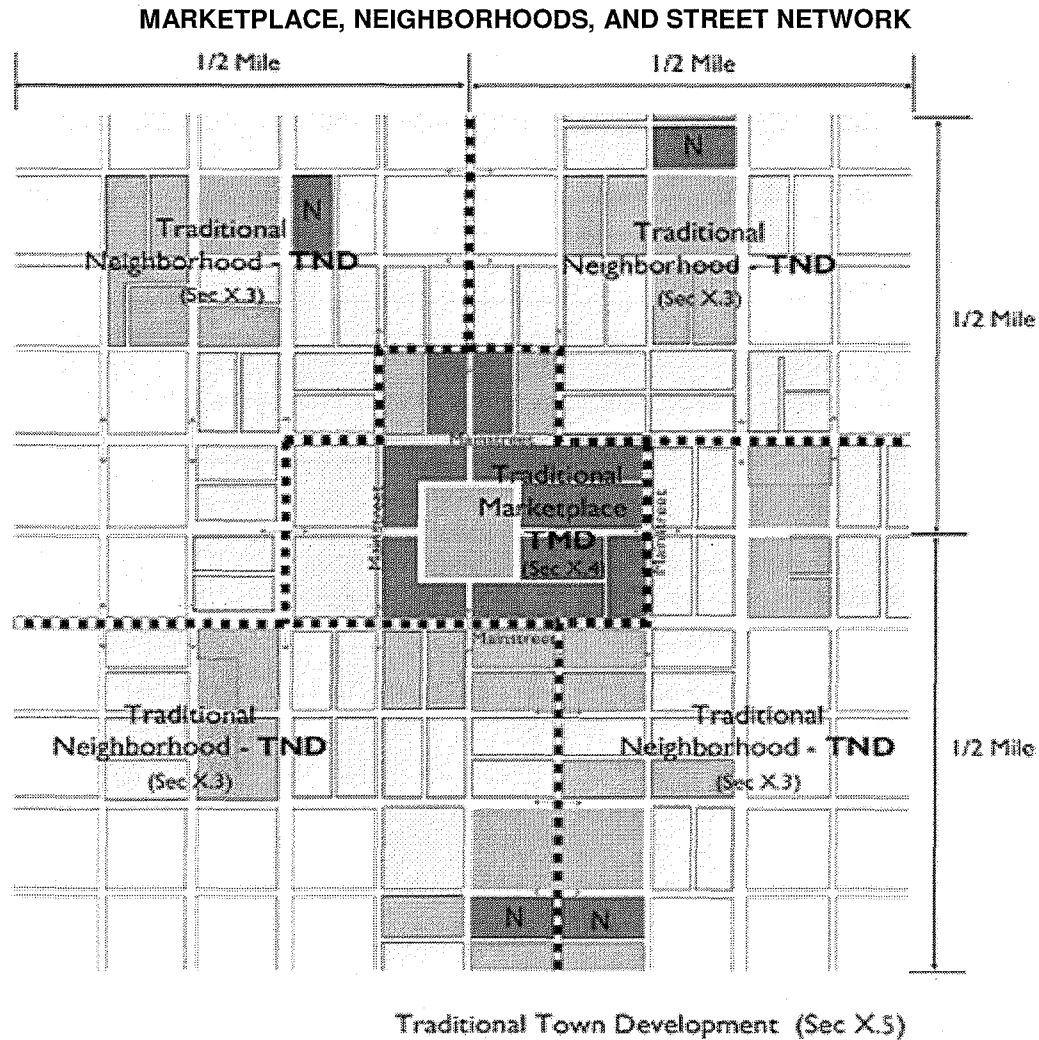 MARKETPLACE, NEIGHBORHOODS, AND STREET NETWORK
1/2 Mile
1/2 Mile
N
N
Traditional
Neighborhood - TND
(Sec X.3)
Traditional
Neighborhood - TND
(Sec X.3)
1/2 Mile
Mainstreet
Traditional
Marketplace
TMD
(Sec X.4
Mainstreet
Mainstreet
Mainstreet
Traditional
Neighborhood - TND
(Sec X.3)
Traditional
Neighborhood - TND
(Sec X.3)
1/2 Mile
N
N
Traditional Town Development (Sec X.5)